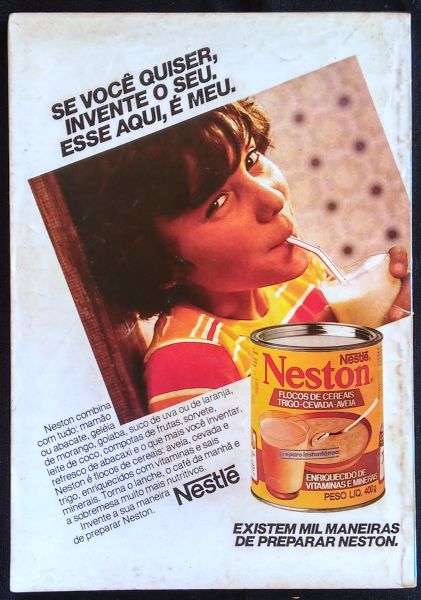 SE VOCÊ QUISER,
INVENTE O SEU.
ESSE AQUI, É MEU.
Neston combina
com tudo: mamão
ou abacate, geléia
de morango, goiaba, suco de uva ou de laranja,
leite de coco, compotas de frutas, sorvete,
refresco de abacaxi e o que mais você inventar.
Neston é flocos de cereais: aveia, cevada e
trigo, enriquecidos com vitaminas e sais
minerais. Torna o lanche, o café da manhã e
a sobremesa muito mais nutritivos.
Invente a sua maneira
de preparar Neston.
Nestlé
Nestlé
Neston
FLOCOS DE CEREAIS
TRIGO-CEVADA-AVEIA
preparo instantâneo
ENRIQUECIDO DE
VITAMINAS E MINERAIS
PESO LIQ. 400g
EXISTEM MIL MANEIRAS
DE PREPARAR NESTON.